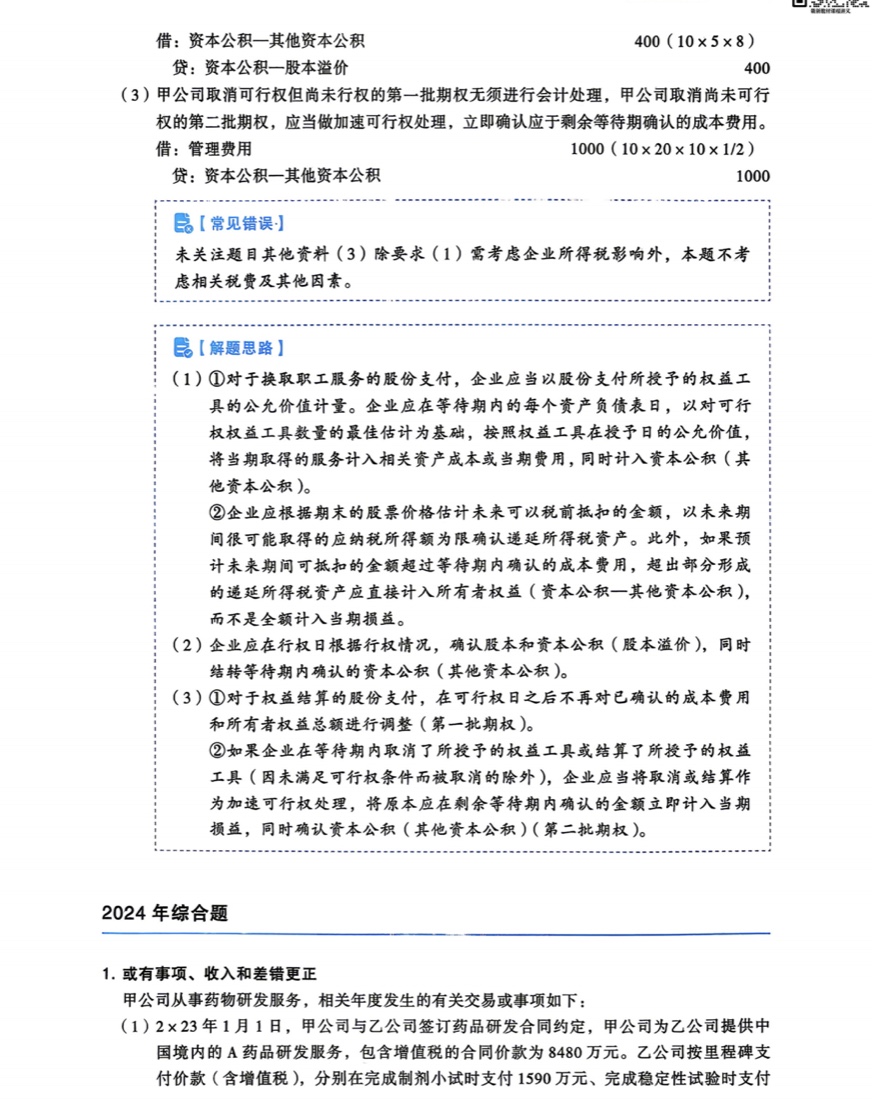 最新教材课程讲义
借：资本公积—其他资本公积 400（10×5×8）
贷：资本公积—股本溢价 400
（3）甲公司取消可行权但尚未行权的第一批期权无须进行会计处理，甲公司取消尚未可行
权的第二批期权，应当做加速可行权处理，立即确认应于剩余等待期确认的成本费用。
借：管理费用 1000（10×20×10×1/2）
贷：资本公积—其他资本公积 1000
【常见错误·】
未关注题目其他资料（3）除要求（1）需考虑企业所得税影响外，本题不考
虑相关税费及其他因素。
【解题思路】
（1）①对于换取职工服务的股份支付，企业应当以股份支付所授予的权益工
具的公允价值计量。企业应在等待期内的每个资产负债表日，以对可行
权权益工具数量的最佳估计为基础，按照权益工具在授予日的公允价值，
将当期取得的服务计入相关资产成本或当期费用，同时计入资本公积（其
他资本公积）。
②企业应根据期末的股票价格估计未来可以税前抵扣的金额，以未来期
间很可能取得的应纳税所得额为限确认递延所得税资产。此外，如果预
计未来期间可抵扣的金额超过等待期内确认的成本费用，超出部分形成
的递延所得税资产应直接计入所有者权益（资本公积—其他资本公积），
而不是全额计入当期损益。
（2）企业应在行权日根据行权情况，确认股本和资本公积（股本溢价），同时
结转等待期内确认的资本公积（其他资本公积）。
（3）①对于权益结算的股份支付，在可行权日之后不再对已确认的成本费用
和所有者权益总额进行调整（第一批期权）。
②如果企业在等待期内取消了所授予的权益工具或结算了所授予的权益
工具（因未满足可行权条件而被取消的除外），企业应当将取消或结算作
为加速可行权处理，将原本应在剩余等待期内确认的金额立即计入当期
损益，同时确认资本公积（其他资本公积）（第二批期权）。
2024 年综合题
1. 或有事项、收入和差错更正
甲公司从事药物研发服务，相关年度发生的有关交易或事项如下：
（1）2×23 年 1 月 1 日，甲公司与乙公司签订药品研发合同约定，甲公司为乙公司提供中
国境内的 A 药品研发服务，包含增值税的合同价款为 8480 万元。乙公司按里程碑支
付价款（含增值税），分别在完成制剂小试时支付 1590 万元、完成稳定性试验时支付